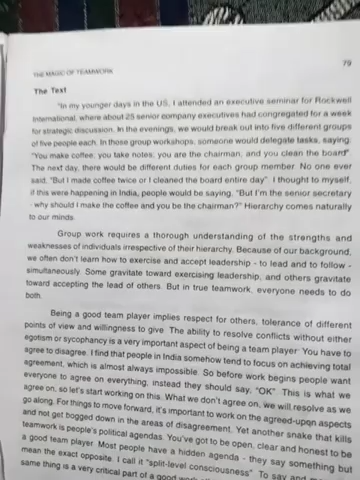 79
THE MAGIC OF TEAMWORK
The Text
"In my younger days in the US, I attended an executive seminar for Rockwell
International, where about 25 senior company executives had congregated for a week
for strategic discussion. In the evenings, we would break out into five different groups
of five people each. In those group workshops, someone would delegate tasks, saying:
"You make coffee, you take notes, you are the chairman, and you clean the board".
The next day, there would be different duties for each group member. No one ever
said, "But I made coffee twice or I cleaned the board entire day". I thought to myself,
if this were happening in India, people would be saying, "But I'm the senior secretary
- why should I make the coffee and you be the chairman?" Hierarchy comes naturally
to our minds.
Group work requires a thorough understanding of the strengths and
weaknesses of individuals irrespective of their hierarchy. Because of our background,
we often don't learn how to exercise and accept leadership - to lead and to follow -
simultaneously. Some gravitate toward exercising leadership, and others gravitate
toward accepting the lead of others. But in true teamwork, everyone needs to do
both.
Being a good team player implies respect for others, tolerance of different
points of view and willingness to give. The ability to resolve conflicts without either
egotism or sycophancy is a very important aspect of being a team player. You have to
agree to disagree. I find that people in India somehow tend to focus on achieving total
agreement, which is almost always impossible. So before work begins people want
everyone to agree on everything, instead they should say, "OK". This is what we
agree on, so let's start working on this. What we don't agree on, we will resolve as we
go along. For things to move forward, it's important to work on the agreed-upqn aspects
and not get bogged down in the areas of disagreement. Yet another snake that kills
teamwork is people's political agendas. You've got to be open, clear and honest to be
a good team player. Most people have a hidden agenda - they say something but
mean the exact opposite. I call it "split-level consciousness". To say and
same thing is a very critical part of a good